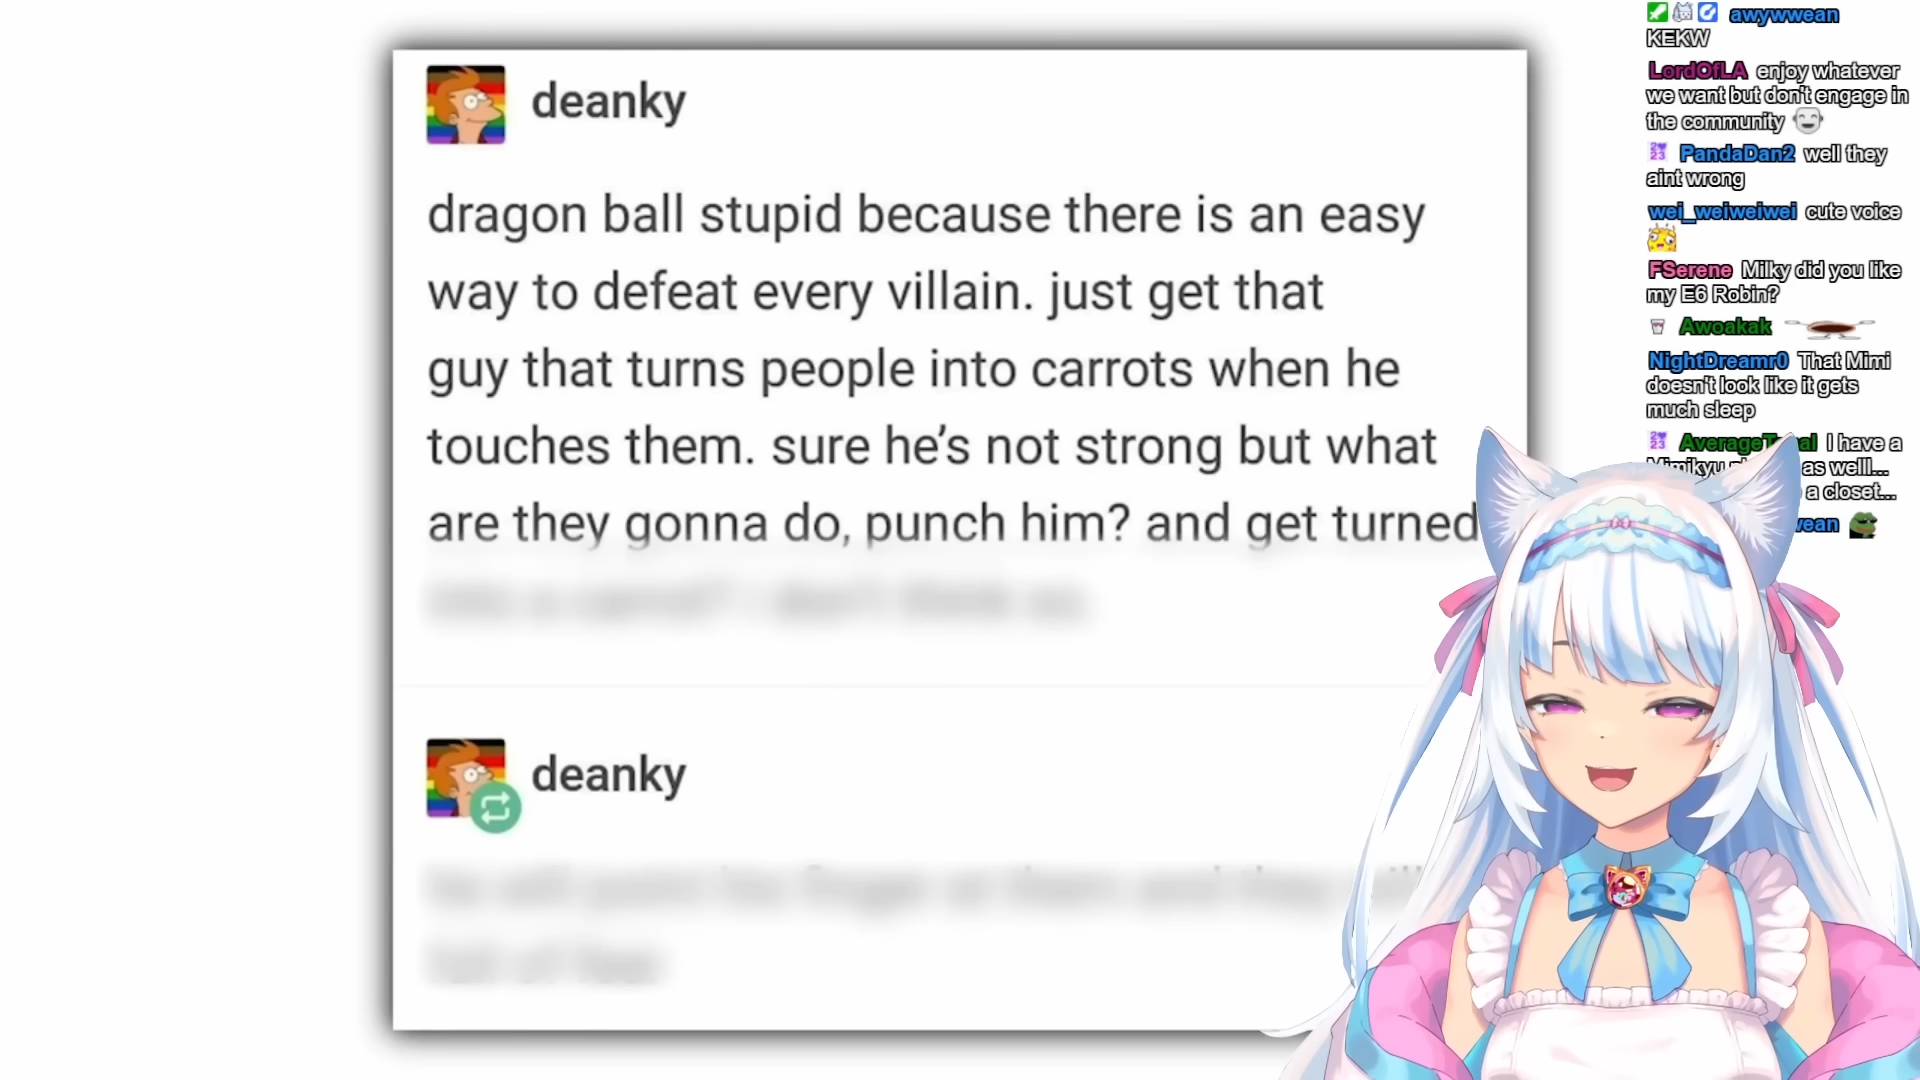 deanky
dragon ball stupid because there is an easy
way to defeat every villain. just get that
guy that turns people into carrots when he
touches them. sure he’s not strong but what
are they gonna do, punch him? and get turned
deanky
awywwean
KEKW
LordOfLA enjoy whatever
we want but don't engage in
the community
PandaDan2 well they
aint wrong
wei_weiweiwei cute voice
FSerene Milky did you like
my E6 Robin?
Awoakak
NightDreamr0 That Mimi
doesn't look like it gets
much sleep
I have a
as welll...
a closet...